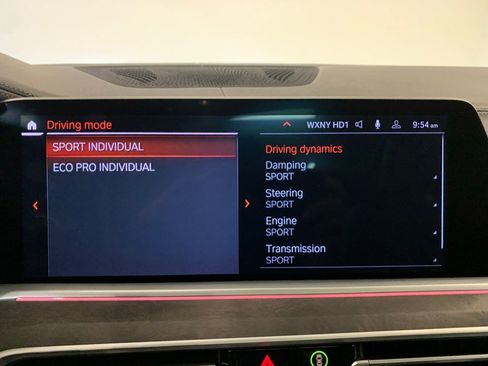 Driving mode
WXNY HD1
9:54 am
SPORT INDIVIDUAL
ECO PRO INDIVIDUAL
Driving dynamics
Damping
SPORT
Steering
SPORT
Engine
SPORT
Transmission
SPORT